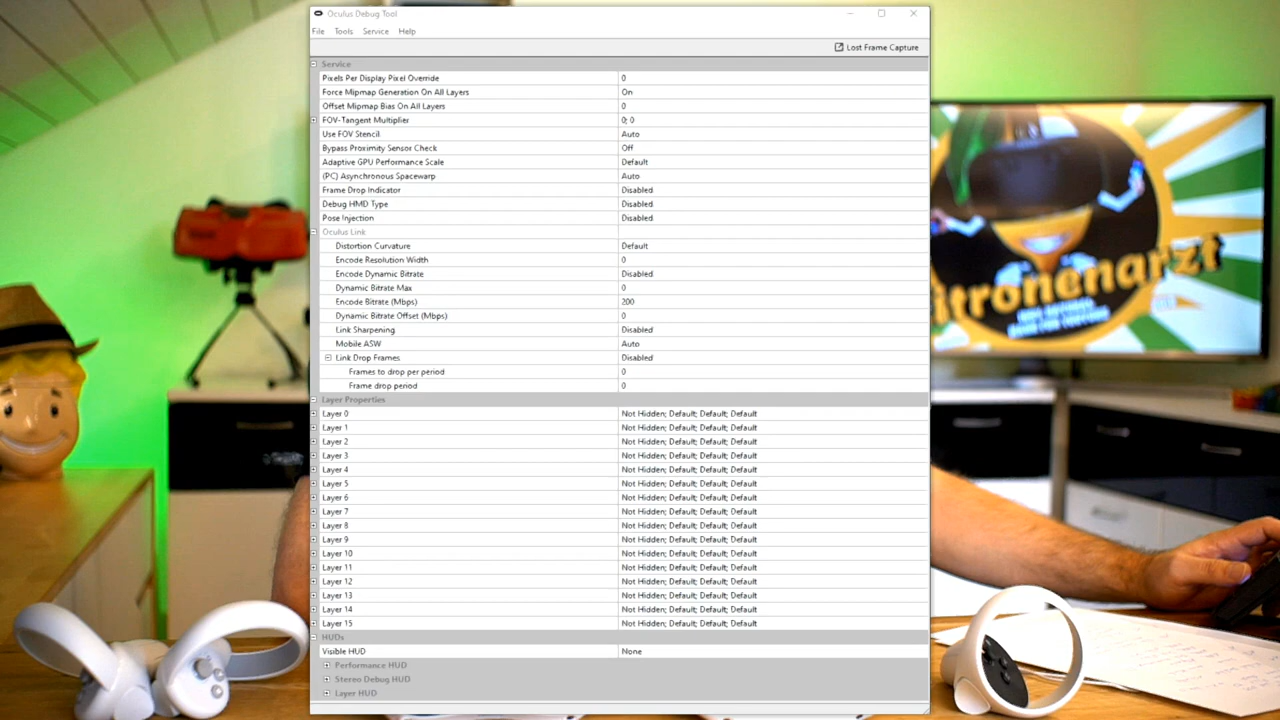 Oculus Debug Tool
File Tools Service Help
Lost Frame Capture
Service
Pixels Per Display Pixel Override 0
Force Mipmap Generation On All Layers On
Offset Mipmap Bias On All Layers 0
FOV-Tangent Multiplier 0; 0
Use FOV Stencil Auto
Bypass Proximity Sensor Check Off
Adaptive GPU Performance Scale Default
(PC) Asynchronous Spacewarp Auto
Frame Drop Indicator Disabled
Debug HMD Type Disabled
Pose Injection Disabled
Oculus Link
Distortion Curvature Default
Encode Resolution Width 0
Encode Dynamic Bitrate Disabled
Dynamic Bitrate Max 0
Encode Bitrate (Mbps) 200
Dynamic Bitrate Offset (Mbps) 0
Link Sharpening Disabled
Mobile ASW Auto
Link Drop Frames Disabled
Frames to drop per period 0
Frame drop period 0
Layer Properties
Layer 0 Not Hidden; Default; Default; Default
Layer 1 Not Hidden; Default; Default; Default
Layer 2 Not Hidden; Default; Default; Default
Layer 3 Not Hidden; Default; Default; Default
Layer 4 Not Hidden; Default; Default; Default
Layer 5 Not Hidden; Default; Default; Default
Layer 6 Not Hidden; Default; Default; Default
Layer 7 Not Hidden; Default; Default; Default
Layer 8 Not Hidden; Default; Default; Default
Layer 9 Not Hidden; Default; Default; Default
Layer 10 Not Hidden; Default; Default; Default
Layer 11 Not Hidden; Default; Default; Default
Layer 12 Not Hidden; Default; Default; Default
Layer 13 Not Hidden; Default; Default; Default
Layer 14 Not Hidden; Default; Default; Default
Layer 15 Not Hidden; Default; Default; Default
HUDs
Visible HUD None
Performance HUD
Stereo Debug HUD
Layer HUD
itronenarzt